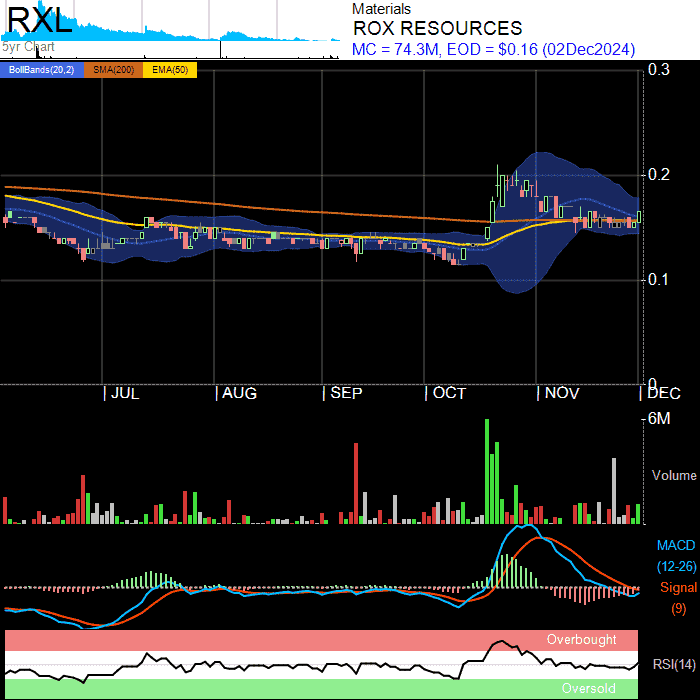 RXL
5yr Chart
Materials
ROX RESOURCES
MC = 74.3M, EOD = $0.16 (02Dec2024)
BollBands(20,2) SMA(200) EMA(50)
0.3
0.2
0.1
0
JUL AUG SEP OCT NOV DEC
6M
Volume
MACD
(12-26)
Signal
(9)
Overbought
RSI(14)
Oversold